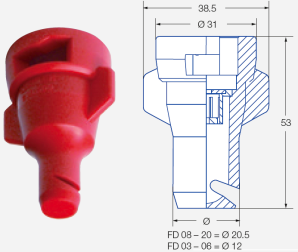 38.5
Ø 31
53
Ø
FD 08 – 20 = Ø 20.5
FD 03 – 06 = Ø 12